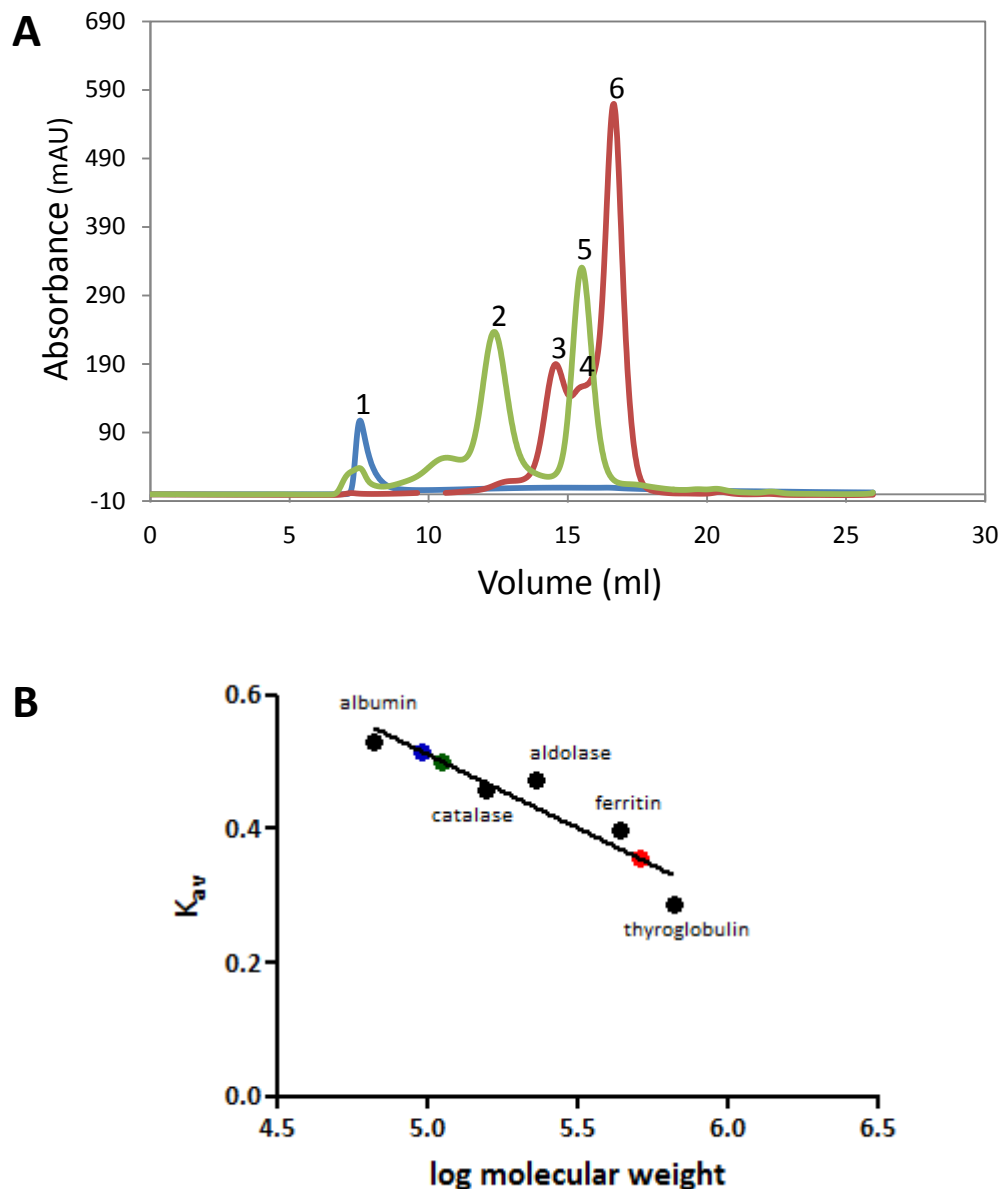 A
Absorbance (mAU)
690
590
490
390
290
190
90
-10
1
2
3
4
5
6
0 5 10 15 20 25 30
Volume (ml)
B
Kav
0.6
0.4
0.2
0.0
albumin
aldolase
catalase
ferritin
thyroglobulin
4.5 5.0 5.5 6.0 6.5
log molecular weight